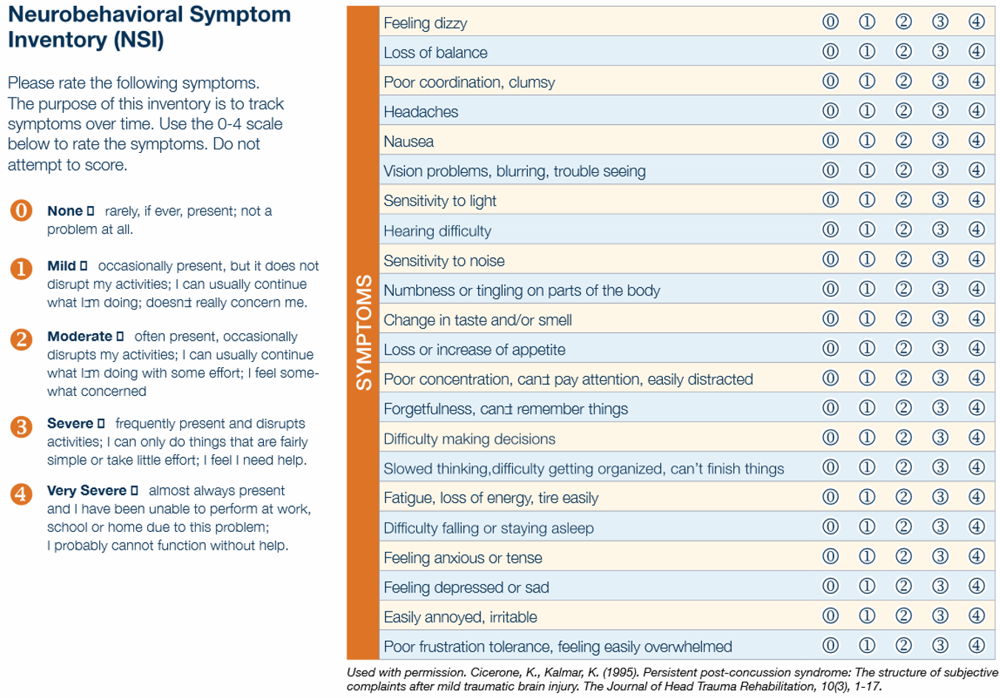 Neurobehavioral Symptom
Inventory (NSI)
Please rate the following symptoms.
The purpose of this inventory is to track
symptoms over time. Use the 0-4 scale
below to rate the symptoms. Do not
attempt to score.
0 None ▯ rarely, if ever, present; not a
problem at all.
1 Mild ▯ occasionally present, but it does not
disrupt my activities; I can usually continue
what I±m doing; doesn±t really concern me.
2 Moderate ▯ often present, occasionally
disrupts my activities; I can usually continue
what I±m doing with some effort; I feel some-
what concerned
3 Severe ▯ frequently present and disrupts
activities; I can only do things that are fairly
simple or take little effort; I feel I need help.
4 Very Severe ▯ almost always present
and I have been unable to perform at work,
school or home due to this problem;
I probably cannot function without help.
SYMPTOMS
Feeling dizzy 0 1 2 3 4
Loss of balance 0 1 2 3 4
Poor coordination, clumsy 0 1 2 3 4
Headaches 0 1 2 3 4
Nausea 0 1 2 3 4
Vision problems, blurring, trouble seeing 0 1 2 3 4
Sensitivity to light 0 1 2 3 4
Hearing difficulty 0 1 2 3 4
Sensitivity to noise 0 1 2 3 4
Numbness or tingling on parts of the body 0 1 2 3 4
Change in taste and/or smell 0 1 2 3 4
Loss or increase of appetite 0 1 2 3 4
Poor concentration, can±t pay attention, easily distracted 0 1 2 3 4
Forgetfulness, can±t remember things 0 1 2 3 4
Difficulty making decisions 0 1 2 3 4
Slowed thinking,difficulty getting organized, can't finish things 0 1 2 3 4
Fatigue, loss of energy, tire easily 0 1 2 3 4
Difficulty falling or staying asleep 0 1 2 3 4
Feeling anxious or tense 0 1 2 3 4
Feeling depressed or sad 0 1 2 3 4
Easily annoyed, irritable 0 1 2 3 4
Poor frustration tolerance, feeling easily overwhelmed 0 1 2 3 4
Used with permission. Cicerone, K., Kalmar, K. (1995). Persistent post-concussion syndrome: The structure of subjective
complaints after mild traumatic brain injury. The Journal of Head Trauma Rehabilitation, 10(3), 1-17.